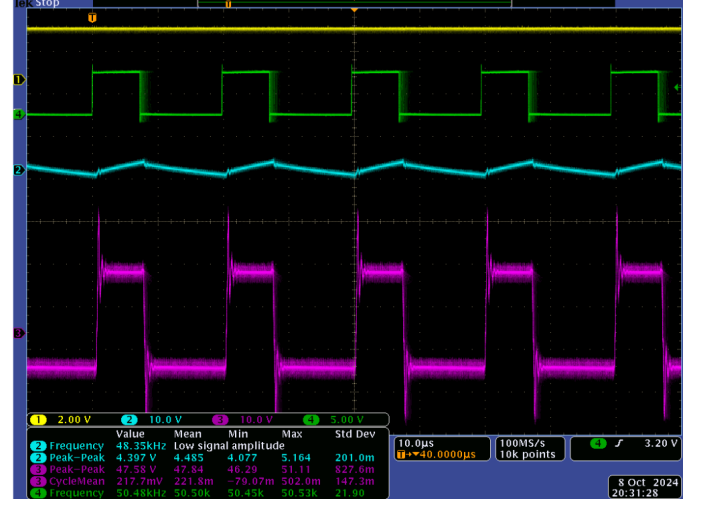 Tek Stop
T
T
1
4
2
3
1 2.00 V 2 10.0 V 3 10.0 V 4 5.00 V
Value Mean Min Max Std Dev
2 Frequency 48.35kHz Low signal amplitude
2 Peak-Peak 4.397 V 4.485 4.077 5.164 201.0m
3 Peak-Peak 47.58 V 47.84 46.29 51.11 827.6m
3 CycleMean 217.7mV 221.8m −79.07m 502.0m 147.3m
4 Frequency 50.48kHz 50.50k 50.45k 50.53k 21.90
10.0µs
T→▼40.0000µs
100MS/s
10k points
4 3.20 V
8 Oct 2024
20:31:28